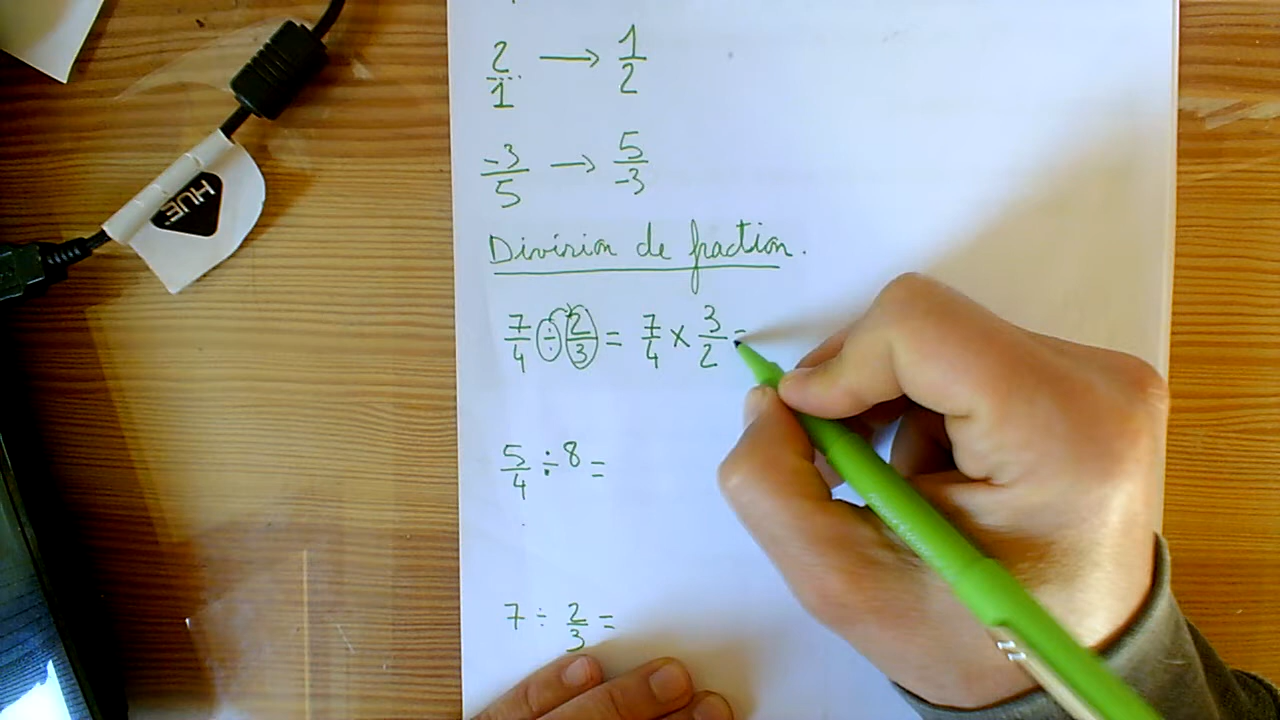 2/1 → 1/2
-3/5 → 5/-3
Division de fraction.
7/4 ÷ 2/3 = 7/4 × 3/2 =
5/4 ÷ 8 =
7 ÷ 2/3 =
HUE